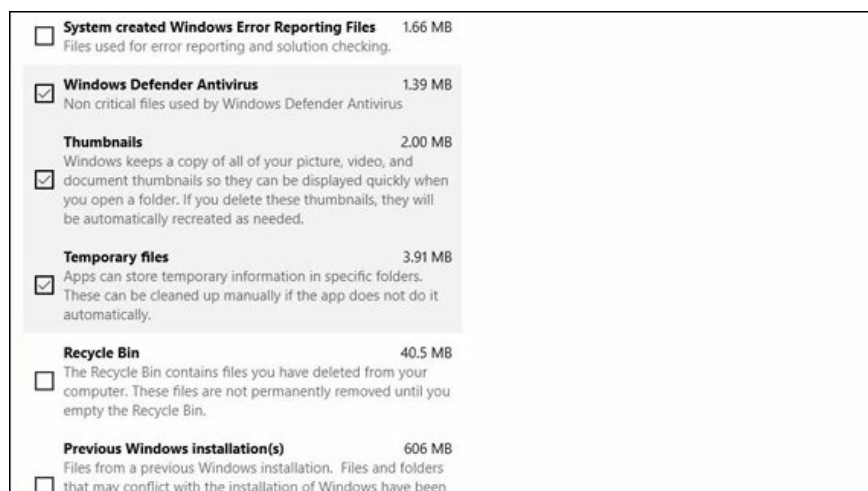 System created Windows Error Reporting Files 1.66 MB
Files used for error reporting and solution checking.
Windows Defender Antivirus 1.39 MB
Non critical files used by Windows Defender Antivirus
Thumbnails 2.00 MB
Windows keeps a copy of all of your picture, video, and
document thumbnails so they can be displayed quickly when
you open a folder. If you delete these thumbnails, they will
be automatically recreated as needed.
Temporary files 3.91 MB
Apps can store temporary information in specific folders.
These can be cleaned up manually if the app does not do it
automatically.
Recycle Bin 40.5 MB
The Recycle Bin contains files you have deleted from your
computer. These files are not permanently removed until you
empty the Recycle Bin.
Previous Windows installation(s) 606 MB
Files from a previous Windows installation. Files and folders
that may conflict with the installation of Windows have been